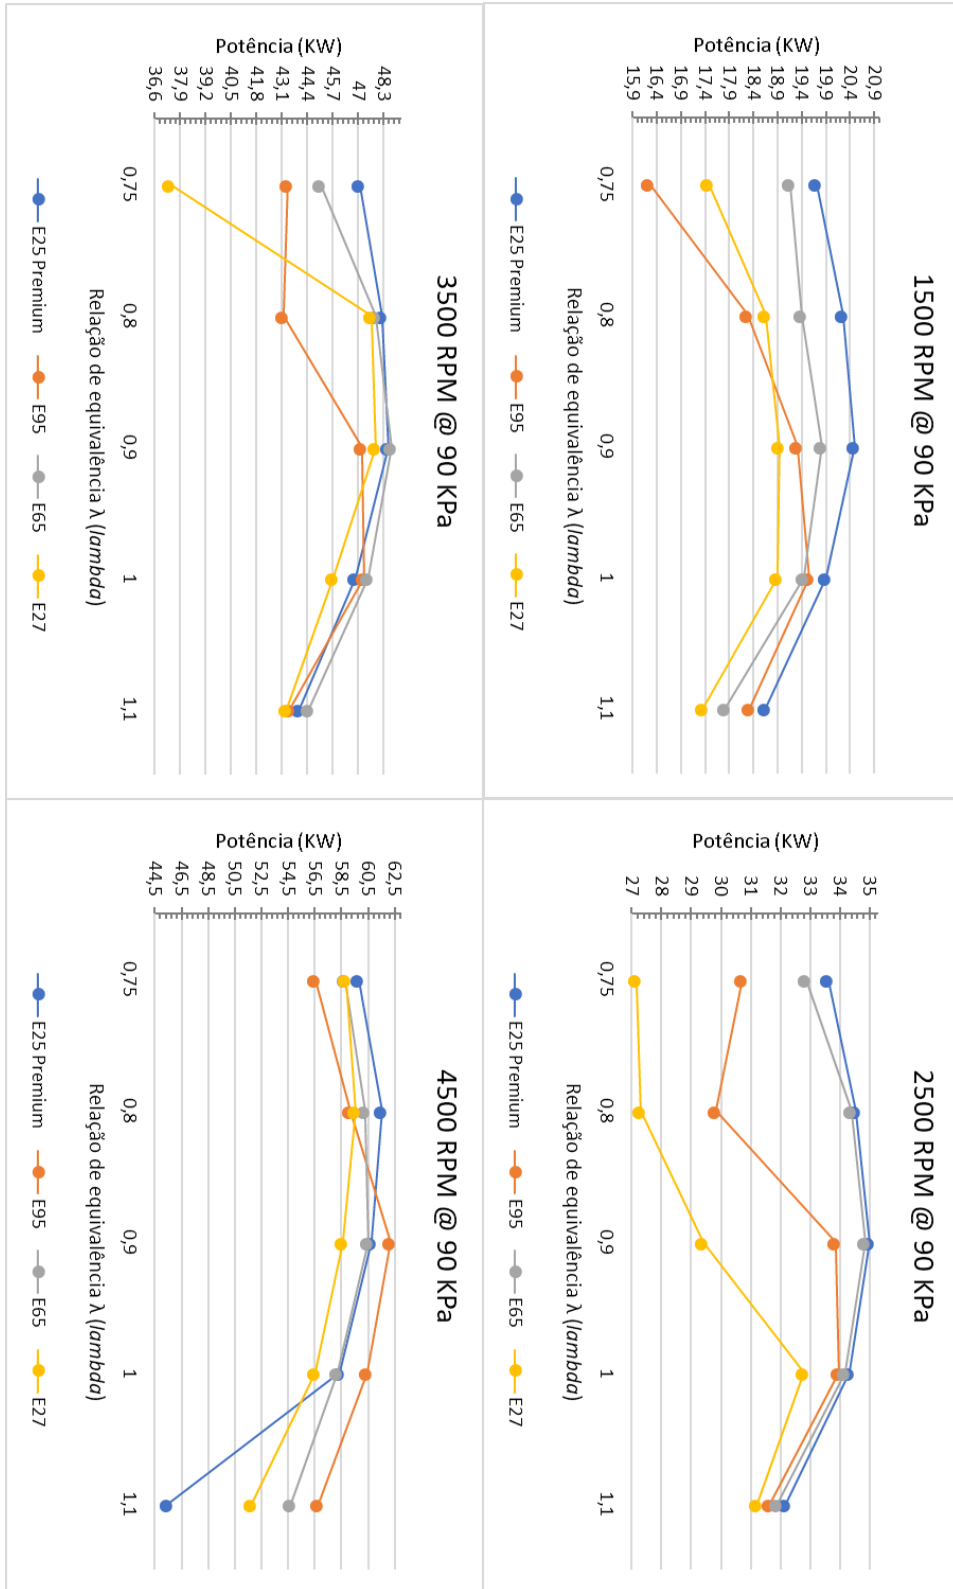 1500 RPM @ 90 KPa
Potência (KW)
20,9
20,4
19,9
19,4
18,9
18,4
17,9
17,4
16,9
16,4
15,9
0,75
0,8
0,9
1
1,1
Relação de equivalência λ (lambda)
E25 Premium
E95
E65
E27
2500 RPM @ 90 KPa
Potência (KW)
35
34
33
32
31
30
29
28
27
0,75
0,8
0,9
1
1,1
Relação de equivalência λ (lambda)
E25 Premium
E95
E65
E27
3500 RPM @ 90 KPa
Potência (KW)
48,3
47
45,7
44,4
43,1
41,8
40,5
39,2
37,9
36,6
0,75
0,8
0,9
1
1,1
Relação de equivalência λ (lambda)
E25 Premium
E95
E65
E27
4500 RPM @ 90 KPa
Potência (KW)
62,5
60,5
58,5
56,5
54,5
52,5
50,5
48,5
46,5
44,5
0,75
0,8
0,9
1
1,1
Relação de equivalência λ (lambda)
E25 Premium
E95
E65
E27